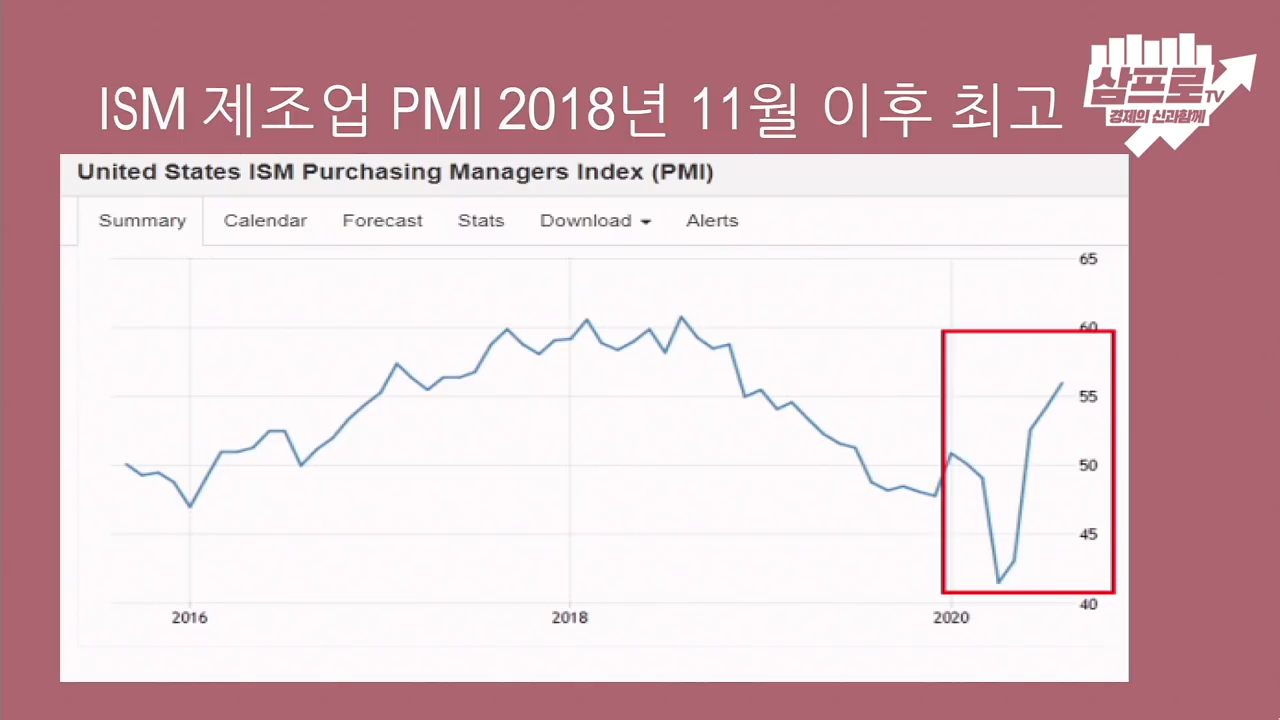 ISM 제조업 PMI 2018년 11월 이후 최고
삼프로TV
경제의 신과함께
United States ISM Purchasing Managers Index (PMI)
Summary Calendar Forecast Stats Download Alerts
65
60
55
50
45
40
2016 2018 2020